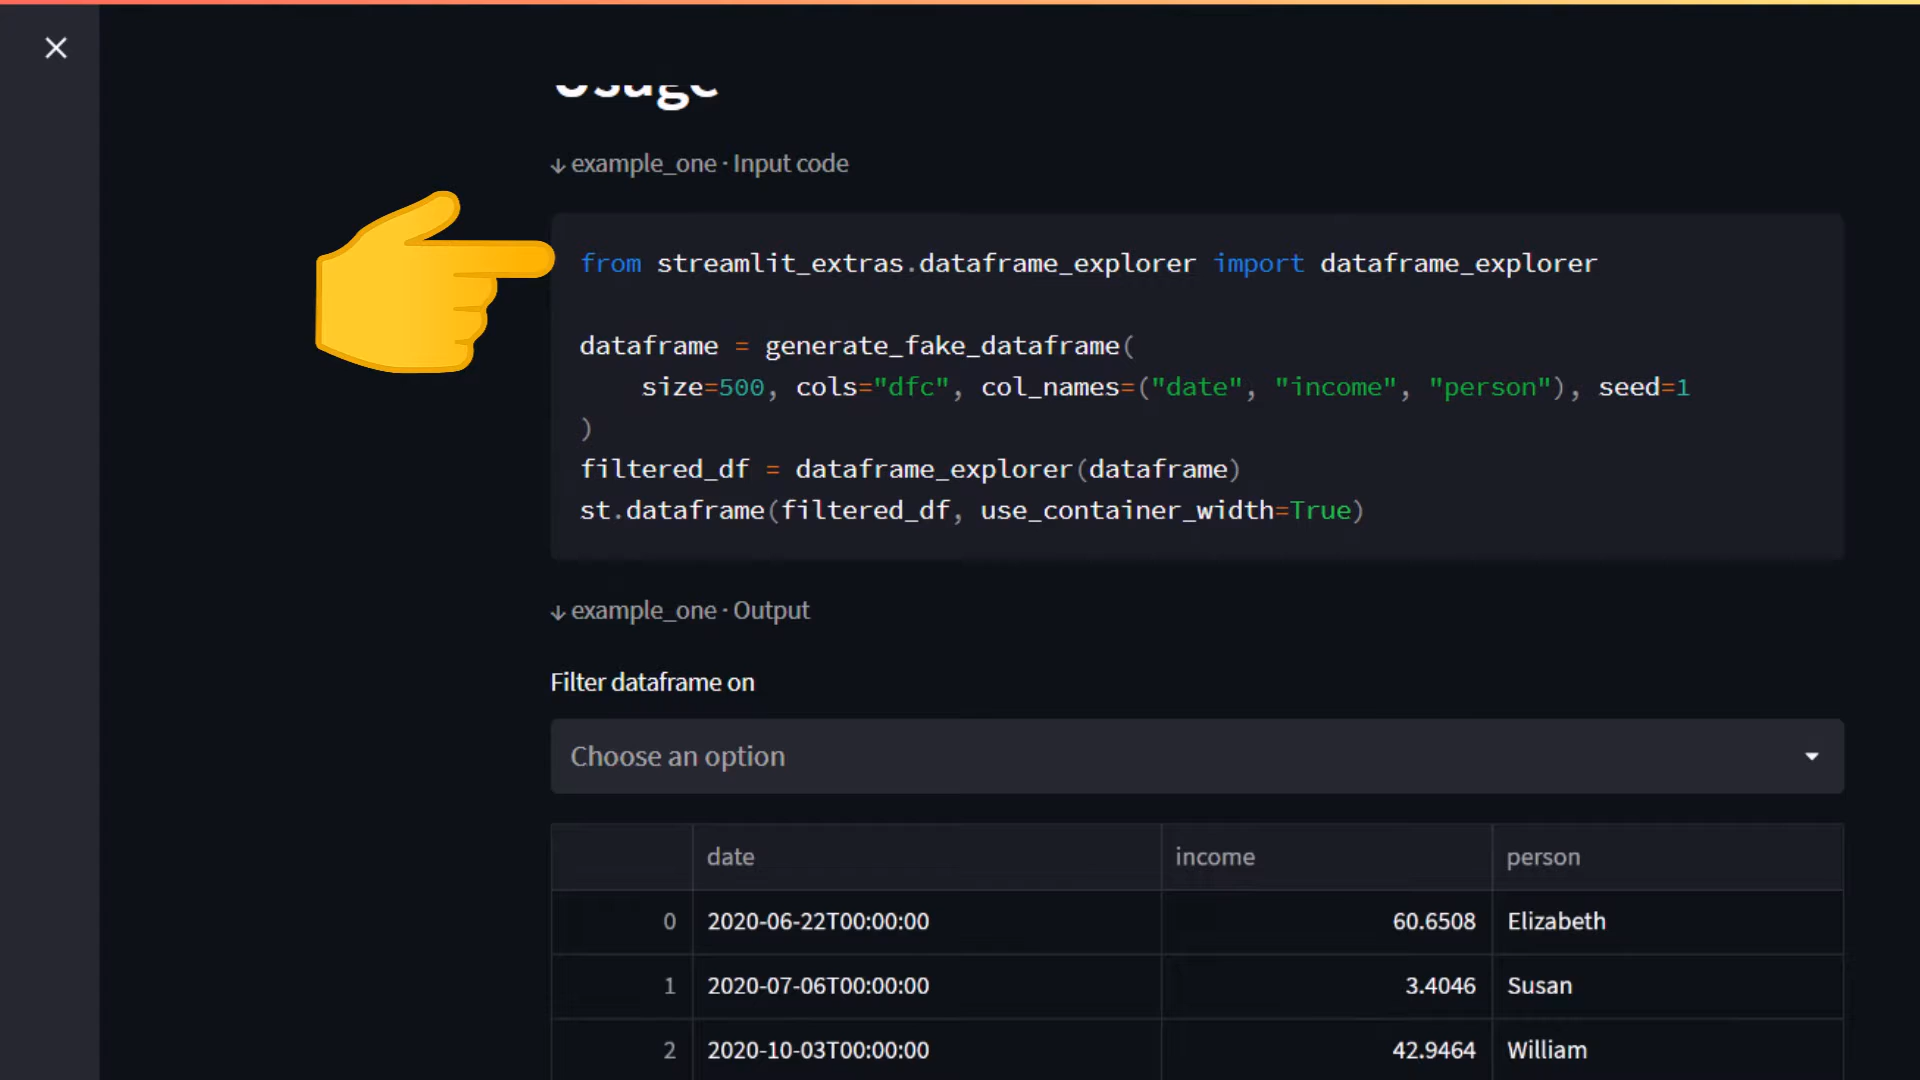 Usage
↓ example_one · Input code
from streamlit_extras.dataframe_explorer import dataframe_explorer
dataframe = generate_fake_dataframe(
    size=500, cols="dfc", col_names=("date", "income", "person"), seed=1
)
filtered_df = dataframe_explorer(dataframe)
st.dataframe(filtered_df, use_container_width=True)
↓ example_one · Output
Filter dataframe on
Choose an option
date income person
0 2020-06-22T00:00:00 60.6508 Elizabeth
1 2020-07-06T00:00:00 3.4046 Susan
2 2020-10-03T00:00:00 42.9464 William